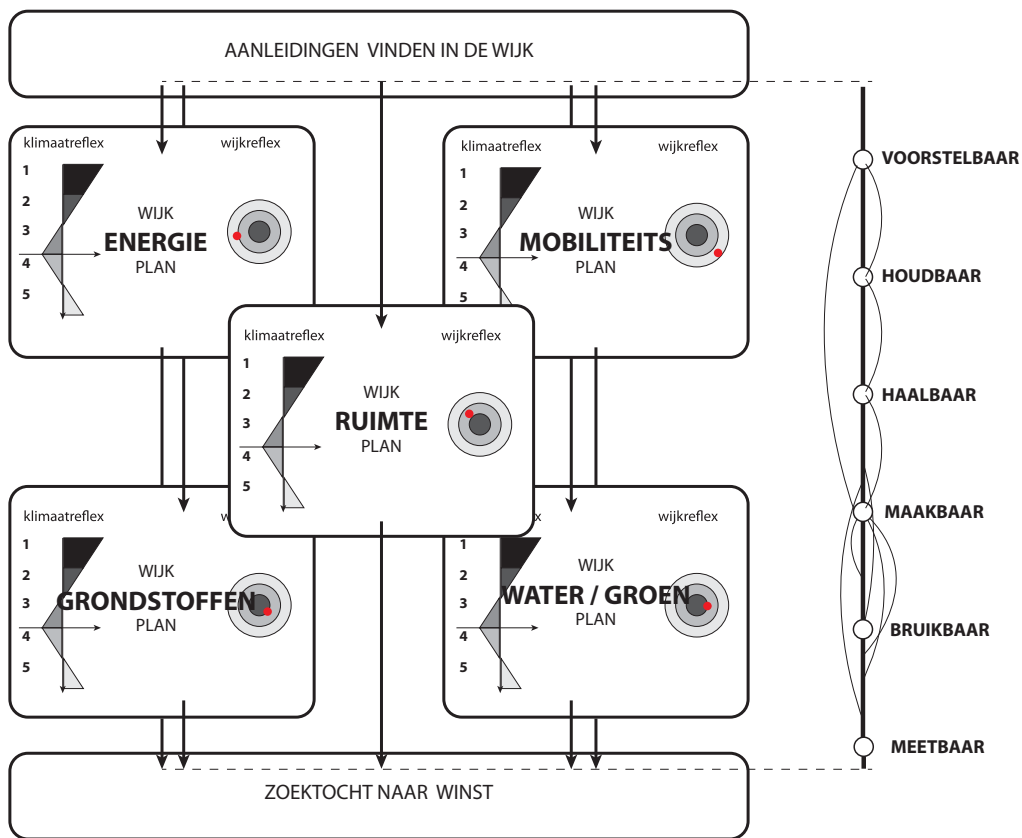 AANLEIDINGEN VINDEN IN DE WIJK
klimaatreflex
wijkreflex
1
2
3
4
5
WIJK
ENERGIE
PLAN
klimaatreflex
wijkreflex
1
2
3
4
5
WIJK
MOBILITEITS
PLAN
klimaatreflex
wijkreflex
1
2
3
4
5
WIJK
RUIMTE
PLAN
klimaatreflex
w
1
2
3
4
5
WIJK
GRONDSTOFFEN
PLAN
ex
wijkreflex
1
2
3
4
5
WIJK
WATER / GROEN
PLAN
ZOEKTOCHT NAAR WINST
VOORSTELBAAR
HOUDBAAR
HAALBAAR
MAAKBAAR
BRUIKBAAR
MEETBAAR